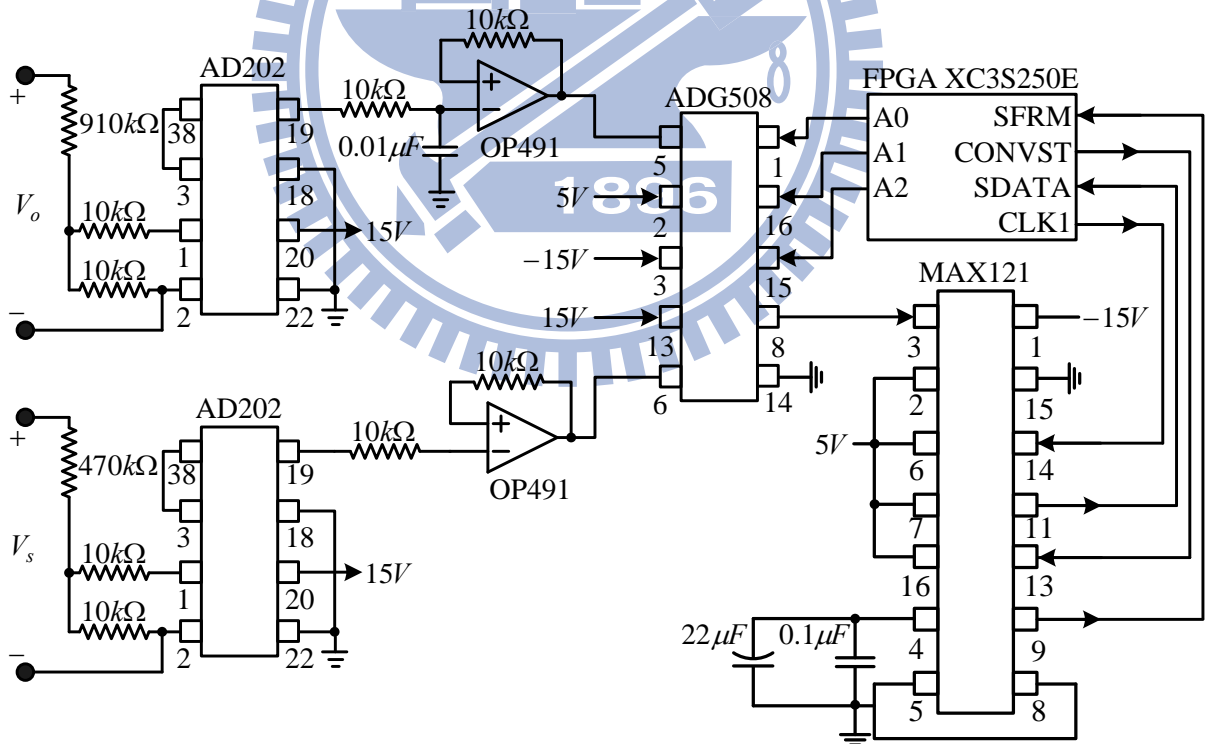 10kΩ
AD202
910kΩ
+
Vo
−
10kΩ
10kΩ
38
3
1
2
19
18
20
22
15V
10kΩ
0.01μF
+
−
OP491
ADG508
5
5V
2
−15V
3
15V
13
6
1
16
15
8
14
FPGA XC3S250E
A0
A1
A2
SFRM
CONVST
SDATA
CLK1
1896
8
MAX121
3
2
5V
6
7
16
4
5
−15V
1
15
14
11
13
9
8
22μF
0.1μF
AD202
+
470kΩ
Vs
−
10kΩ
10kΩ
38
3
1
2
19
18
20
22
15V
10kΩ
10kΩ
+
−
OP491